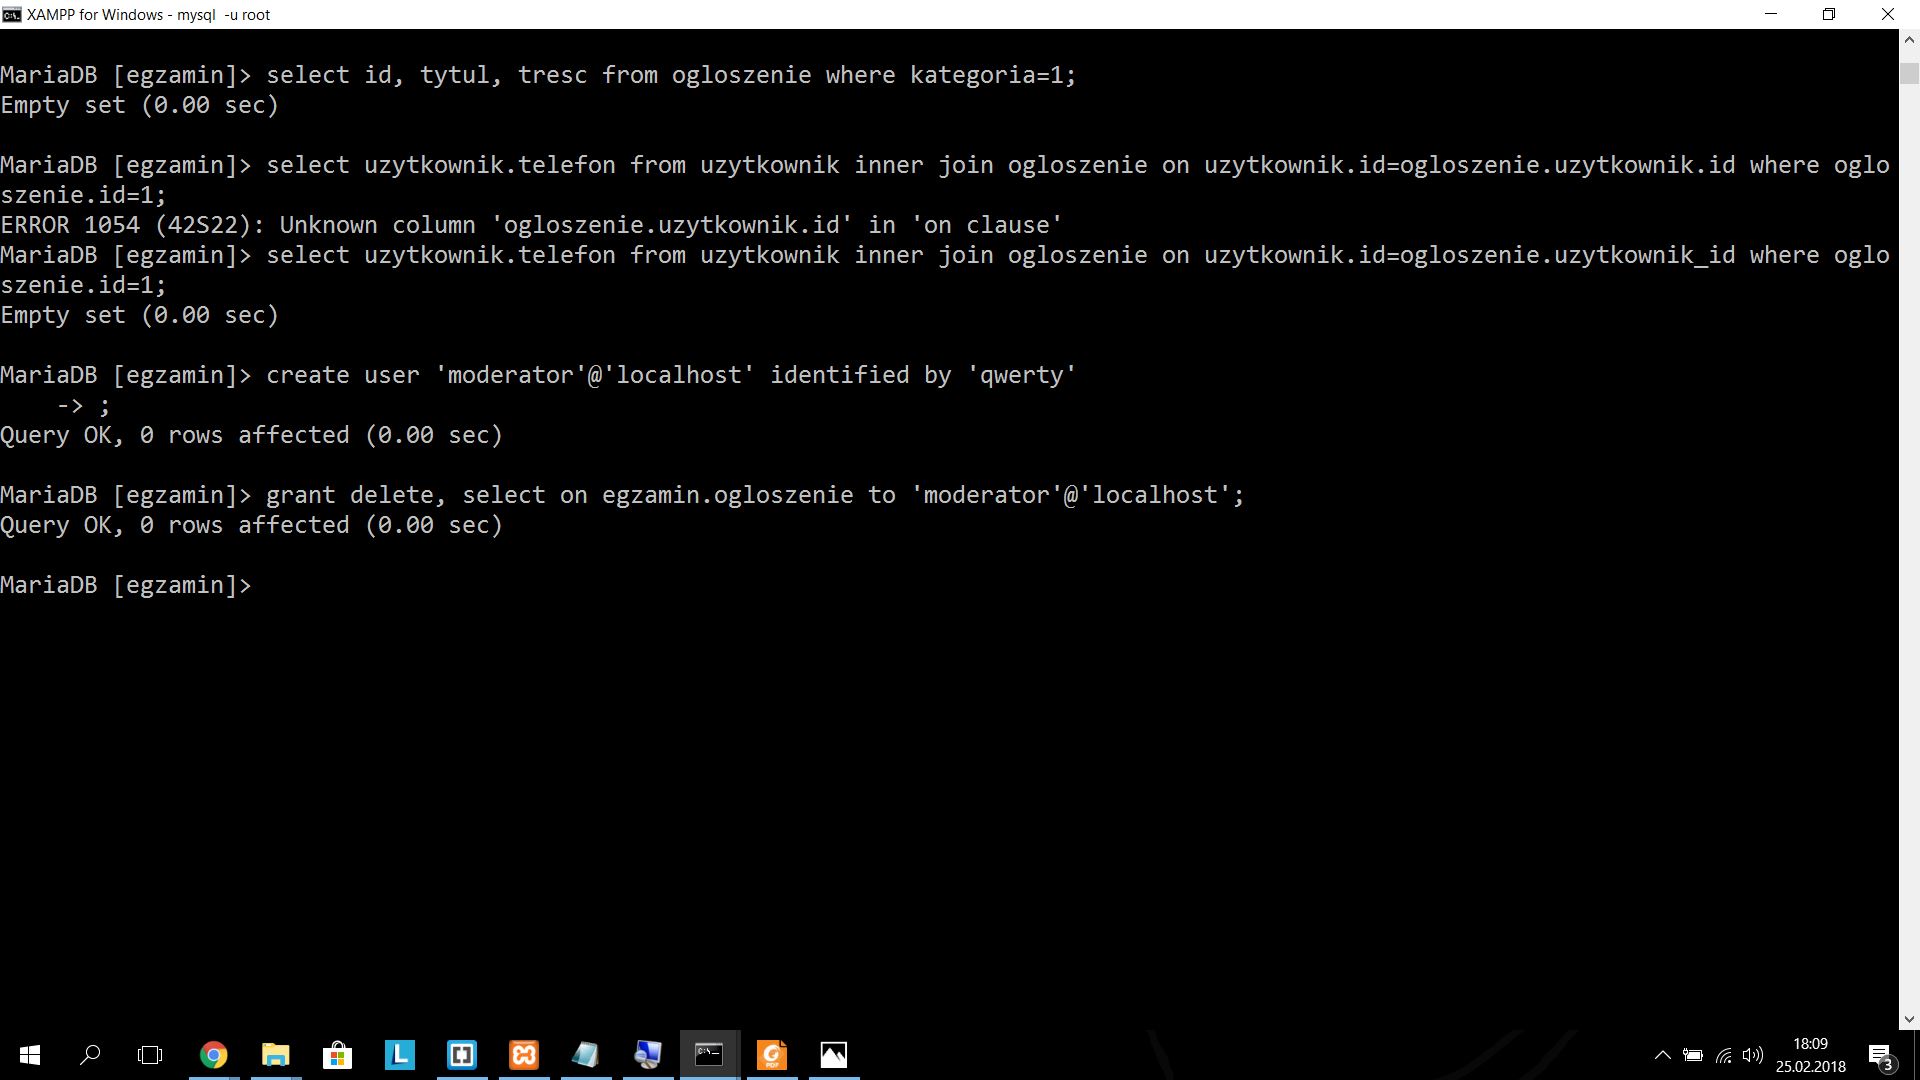 XAMPP for Windows - mysql  -u root
MariaDB [egzamin]> select id, tytul, tresc from ogloszenie where kategoria=1;
Empty set (0.00 sec)
MariaDB [egzamin]> select uzytkownik.telefon from uzytkownik inner join ogloszenie on uzytkownik.id=ogloszenie.uzytkownik.id where oglo
szenie.id=1;
ERROR 1054 (42S22): Unknown column 'ogloszenie.uzytkownik.id' in 'on clause'
MariaDB [egzamin]> select uzytkownik.telefon from uzytkownik inner join ogloszenie on uzytkownik.id=ogloszenie.uzytkownik_id where oglo
szenie.id=1;
Empty set (0.00 sec)
MariaDB [egzamin]> create user 'moderator'@'localhost' identified by 'qwerty'
    -> ;
Query OK, 0 rows affected (0.00 sec)
MariaDB [egzamin]> grant delete, select on egzamin.ogloszenie to 'moderator'@'localhost';
Query OK, 0 rows affected (0.00 sec)
MariaDB [egzamin]>
L
PDF
18:09
25.02.2018
3